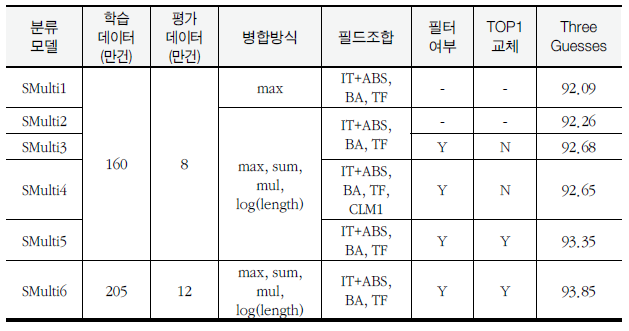 분류 모델 | 학습 데이터 (만건) | 평가 데이터 (만건) | 병합방식 | 필드조합 | 필터 여부 | TOP1 교체 | Three Guesses
SMulti1 | 160 | 8 | max | IT+ABS, BA, TF | - | - | 92.09
SMulti2 | max, sum, mul, log(length) | IT+ABS, BA, TF | - | - | 92.26
SMulti3 | Y | N | 92.68
SMulti4 | IT+ABS, BA, TF, CLM1 | Y | N | 92.65
SMulti5 | IT+ABS, BA, TF | Y | Y | 93.35
SMulti6 | 205 | 12 | max, sum, mul, log(length) | IT+ABS, BA, TF | Y | Y | 93.85